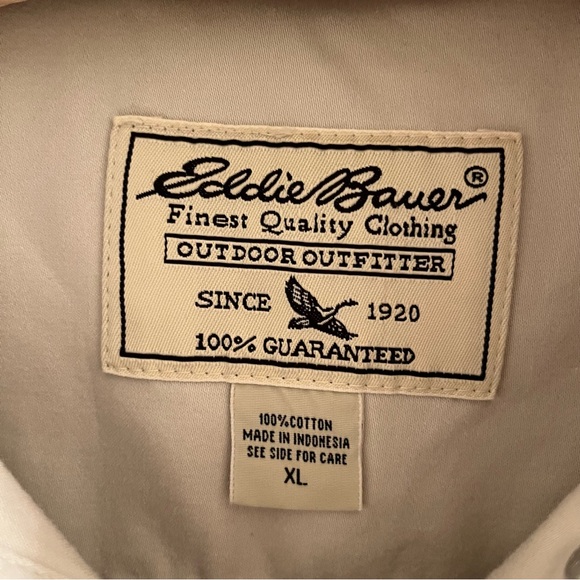 Eddie Bauer®
Finest Quality Clothing
OUTDOOR OUTFITTER
SINCE 1920
100% GUARANTEED
100%COTTON
MADE IN INDONESIA
SEE SIDE FOR CARE
XL